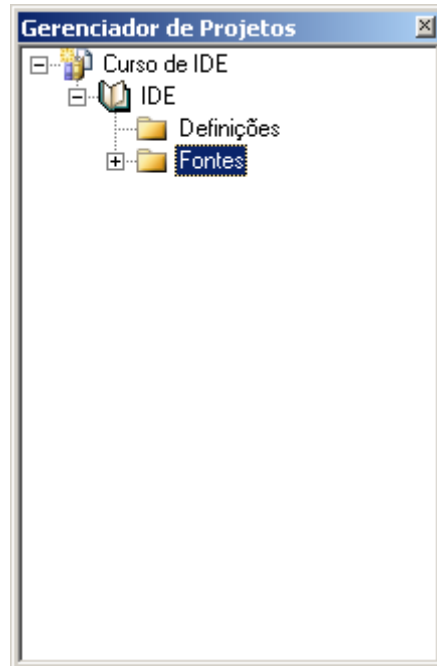 Gerenciador de Projetos
Curso de IDE
IDE
Definições
Fontes